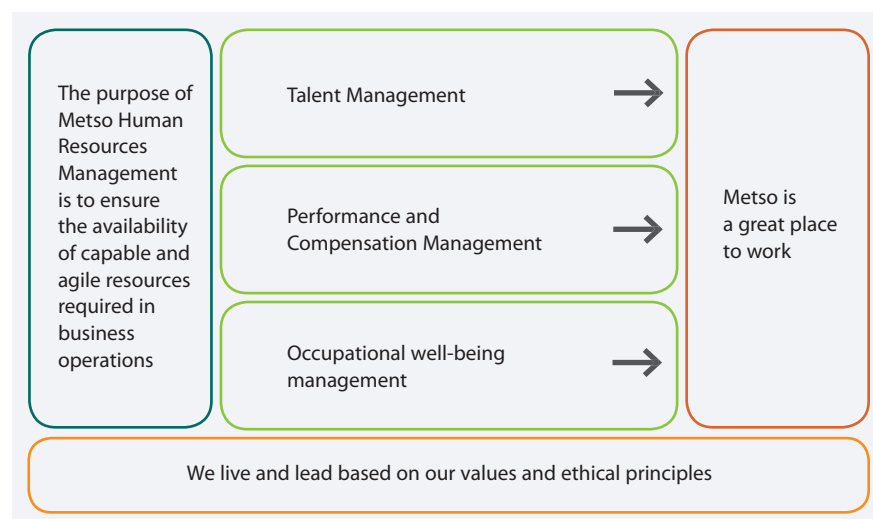 The purpose of
Metso Human
Resources
Management
is to ensure
the availability
of capable and
agile resources
required in
business
operations
Talent Management
Performance and
Compensation Management
Occupational well-being
management
Metso is
a great place
to work
We live and lead based on our values and ethical principles